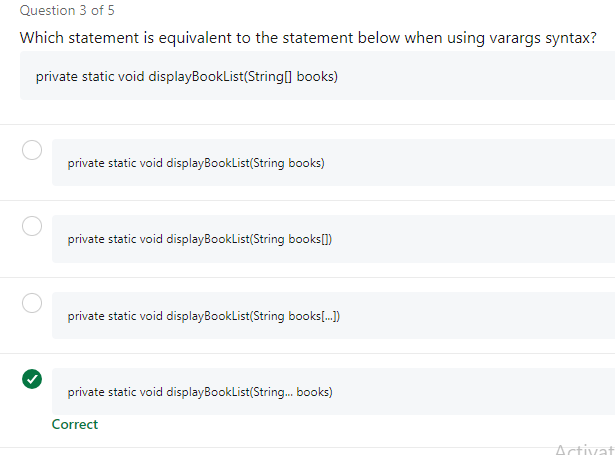 Question 3 of 5
Which statement is equivalent to the statement below when using varargs syntax?
private static void displayBookList(String[] books)
private static void displayBookList(String books)
private static void displayBookList(String books[])
private static void displayBookList(String books[...])
private static void displayBookList(String... books)
Correct
Activat